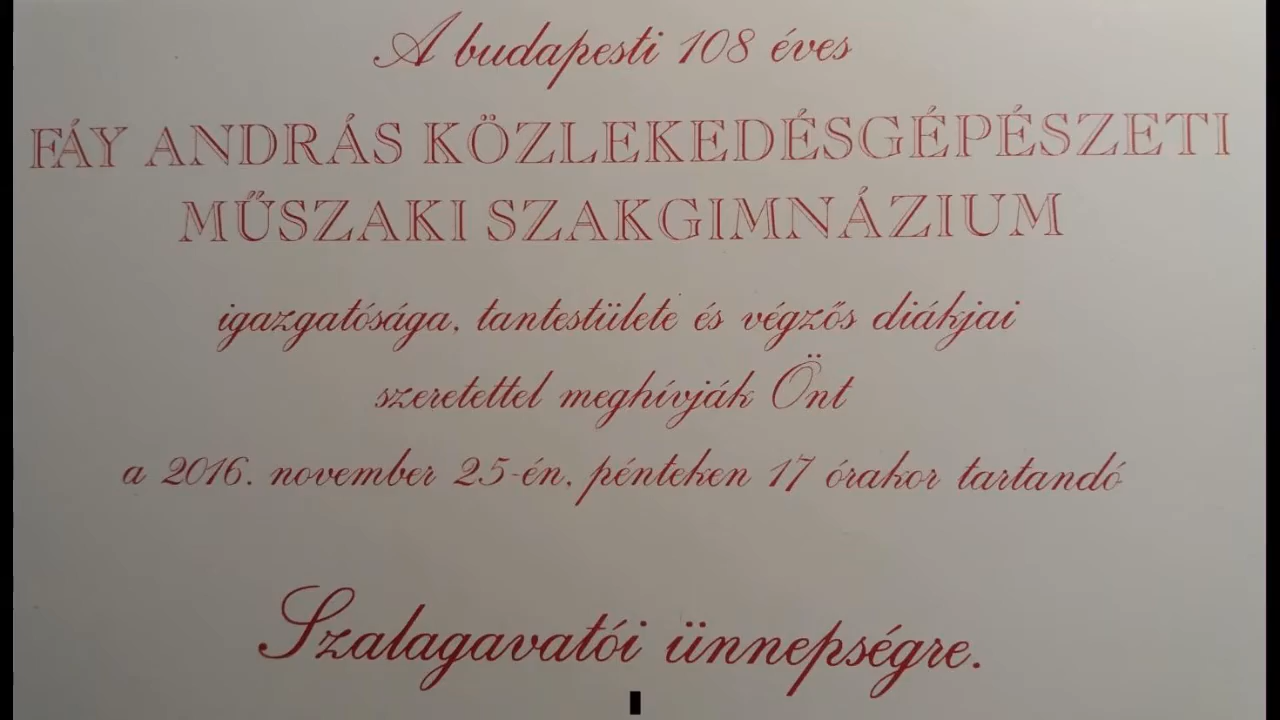 A budapesti 108 éves
FÁY ANDRÁS KÖZLEKEDÉSGÉPÉSZETI
MŰSZAKI SZAKGIMNÁZIUM
igazgatósága, tantestülete és végzős diákjai
szeretettel meghívják Önt
a 2016. november 25-én, pénteken 17 órakor tartandó
Szalagavatói ünnepségre.